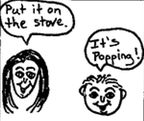 Put it on
the stove.
It's
Popping!